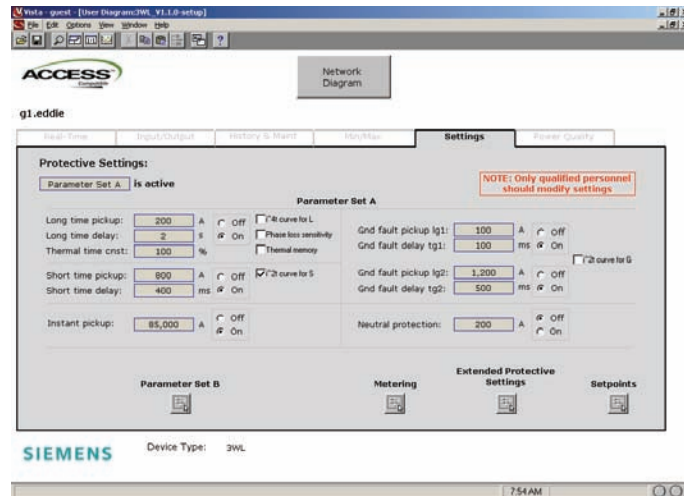 Vista - guest - [User Diagram:3WL_V1.1.0-setup]
File Edit Options View Window Help
ACCESS
Network Diagram
g1.eddie
Real-Time Input/Output History & Maint Min/Max Settings Power Quality
Protective Settings:
Parameter Set A is active
NOTE: Only qualified personnel
should modify settings
Parameter Set A
Long time pickup: 200 A Off I^4t curve for L
Long time delay: 2 s On Phase loss sensitivity
Thermal time cnst: 100 % Thermal memory
Gnd fault pickup Ig1: 100 A Off
Gnd fault delay tg1: 100 ms On
I^2t curve for G
Short time pickup: 800 A Off I^2t curve for S
Short time delay: 400 ms On
Gnd fault pickup Ig2: 1,200 A Off
Gnd fault delay tg2: 500 ms On
Instant pickup: 85,000 A Off
On
Neutral protection: 200 A Off
On
Parameter Set B
Metering
Extended Protective
Settings
Setpoints
SIEMENS
Device Type: 3WL
7:54 AM